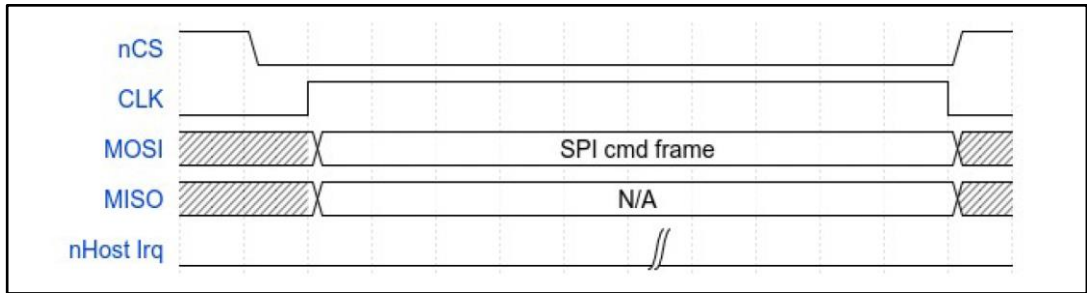 nCS
CLK
MOSI
SPI cmd frame
MISO
N/A
nHost Irq